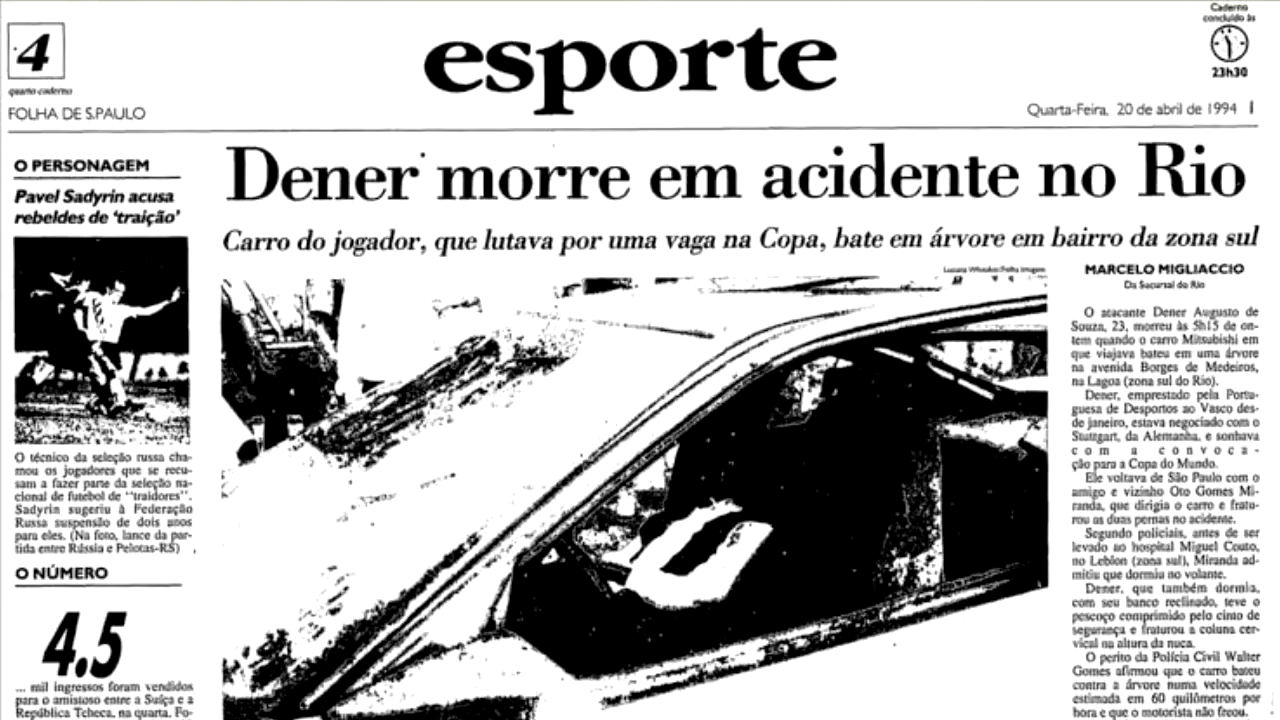 4
quarto caderno
FOLHA DE S.PAULO
esporte
Caderno
concluído às
23h30
Quarta-Feira, 20 de abril de 1994 1
O PERSONAGEM
Pavel Sadyrin acusa
rebeldes de 'traição'
O técnico da seleção russa cha-
mou os jogadores que se recu-
sam a fazer parte da seleção na-
cional de futebol de "traidores".
Sadyrin sugeriu à Federação
Russa suspensão de dois anos
para eles. (Na foto, lance da par-
tida entre Rússia e Pelotas-RS)
O NÚMERO
4.5
... mil ingressos foram vendidos
para o amistoso entre a Suíça e a
República Tcheca, na quarta. Fo-
Dener morre em acidente no Rio
Carro do jogador, que lutava por uma vaga na Copa, bate em árvore em bairro da zona sul
Folha Imagem
MARCELO MIGLIACCIO
Da Sucursal do Rio
O atacante Dener Augusto de
Souza, 23, morreu às 5h15 de on-
tem quando o carro Mitsubishi em
que viajava bateu em uma árvore
na avenida Borges de Medeiros,
na Lagoa (zona sul do Rio).
Dener, emprestado pela Portu-
guesa de Desportos ao Vasco des-
de janeiro, estava negociado com o
Stuttgart, da Alemanha, e sonhava
com a convoca-
ção para a Copa do Mundo.
Ele voltava de São Paulo com o
amigo e vizinho Oto Gomes Mi-
randa, que dirigia o carro e fratu-
rou as duas pernas no acidente.
Segundo policiais, antes de ser
levado ao hospital Miguel Couto,
no Leblon (zona sul), Miranda ad-
mitiu que dormiu no volante.
Dener, que também dormia,
com seu banco reclinado, teve o
pescoço comprimido pelo cinto de
segurança e fraturou a coluna cer-
vical na altura da nuca.
O perito da Polícia Civil Walter
Gomes afirmou que o carro bateu
contra a árvore numa velocidade
estimada em 60 quilômetros por
hora e que o motorista não freou.